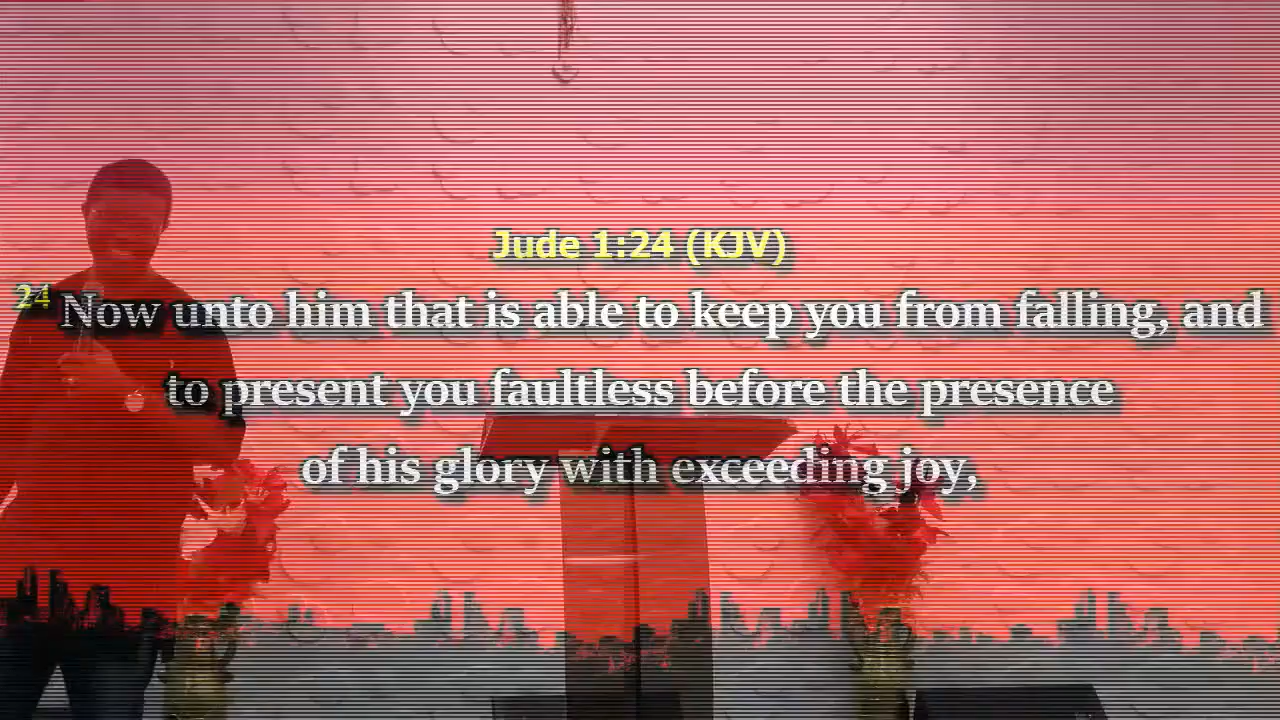 Jude 1:24 (KJV)
24 Now unto him that is able to keep you from falling, and
to present you faultless before the presence
of his glory with exceeding joy,